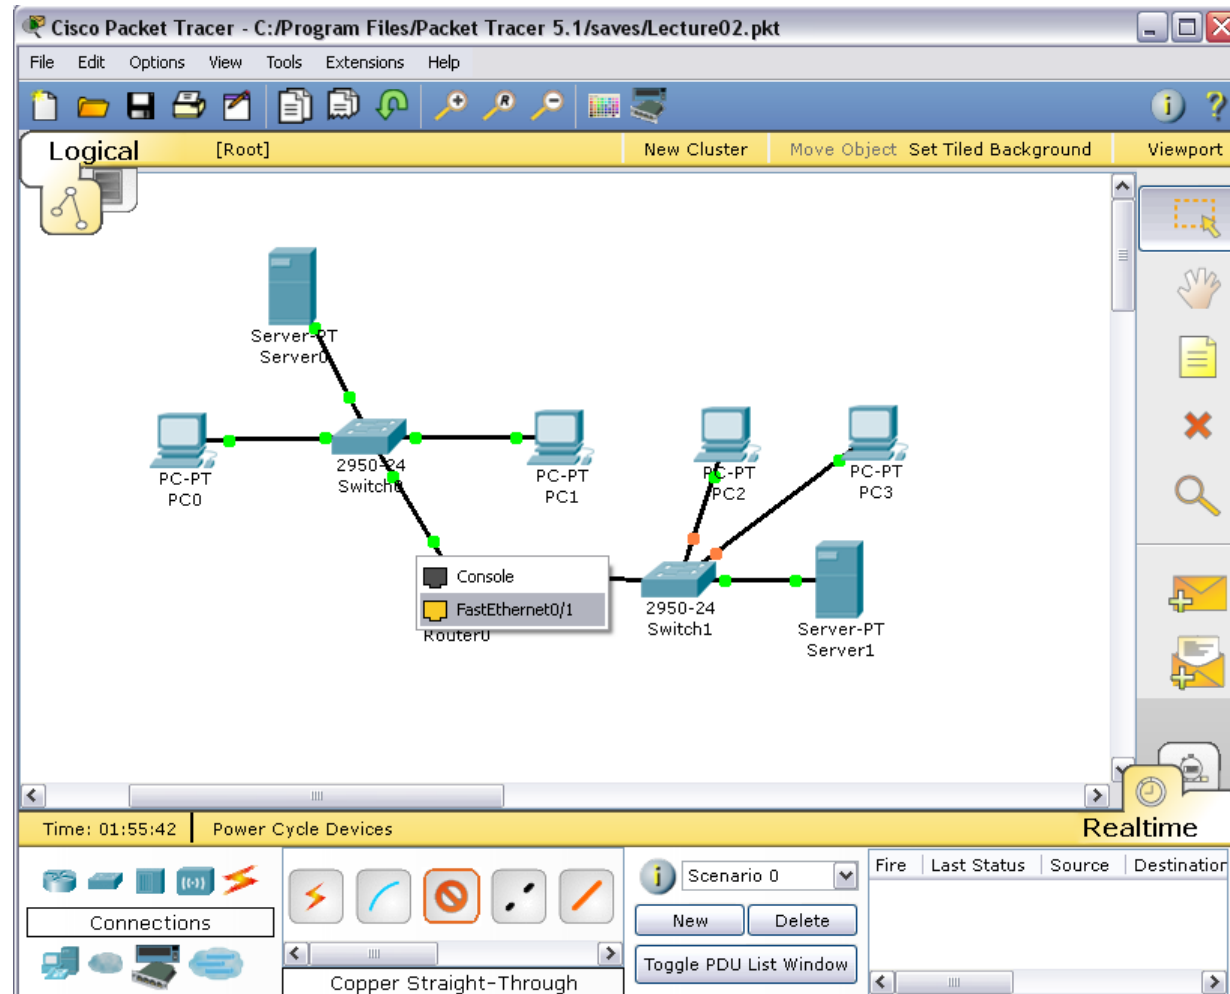 Cisco Packet Tracer - C:/Program Files/Packet Tracer 5.1/saves/Lecture02.pkt
File Edit Options View Tools Extensions Help
Logical [Root] New Cluster Move Object Set Tiled Background Viewport
Server-PT
Server0
PC-PT
PC0
2950-24
Switch0
PC-PT
PC1
PC-PT
PC2
PC-PT
PC3
Console
FastEthernet0/1
Router0
2950-24
Switch1
Server-PT
Server1
Time: 01:55:42 Power Cycle Devices Realtime
Connections
Copper Straight-Through
Scenario 0
New Delete
Toggle PDU List Window
Fire Last Status Source Destination